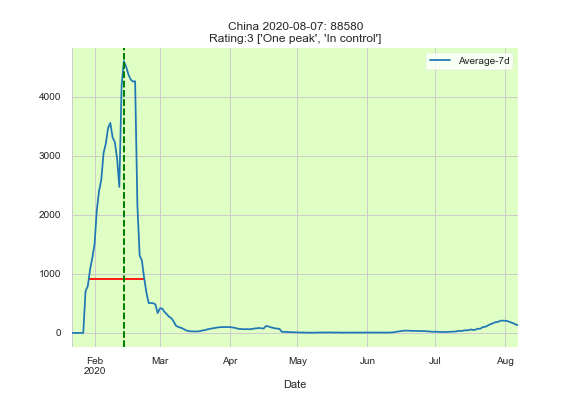 China 2020-08-07: 88580
Rating:3 ['One peak', 'In control']
Average-7d
4000
3000
2000
1000
0
Feb
2020
Mar
Apr
May
Jun
Jul
Aug
Date